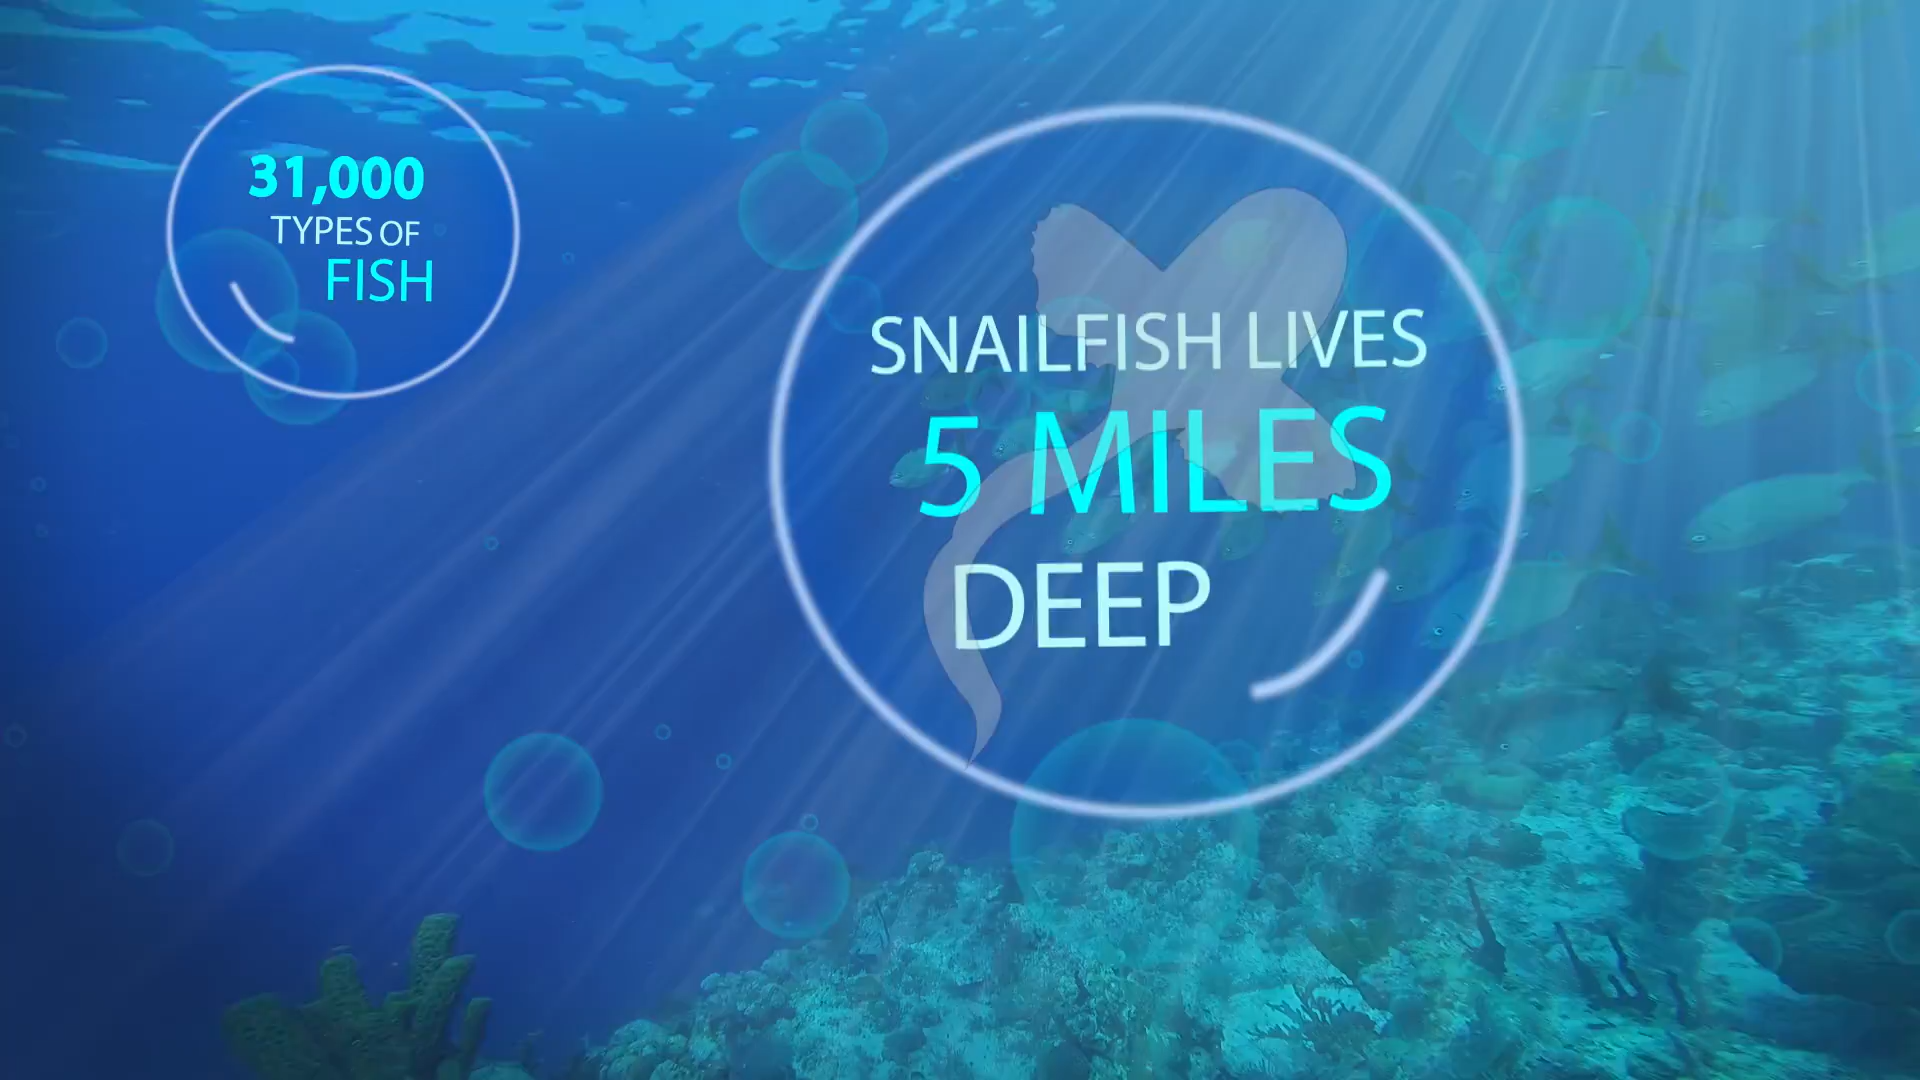 31,000
TYPES OF
FISH
SNAILFISH LIVES
5 MILES
DEEP